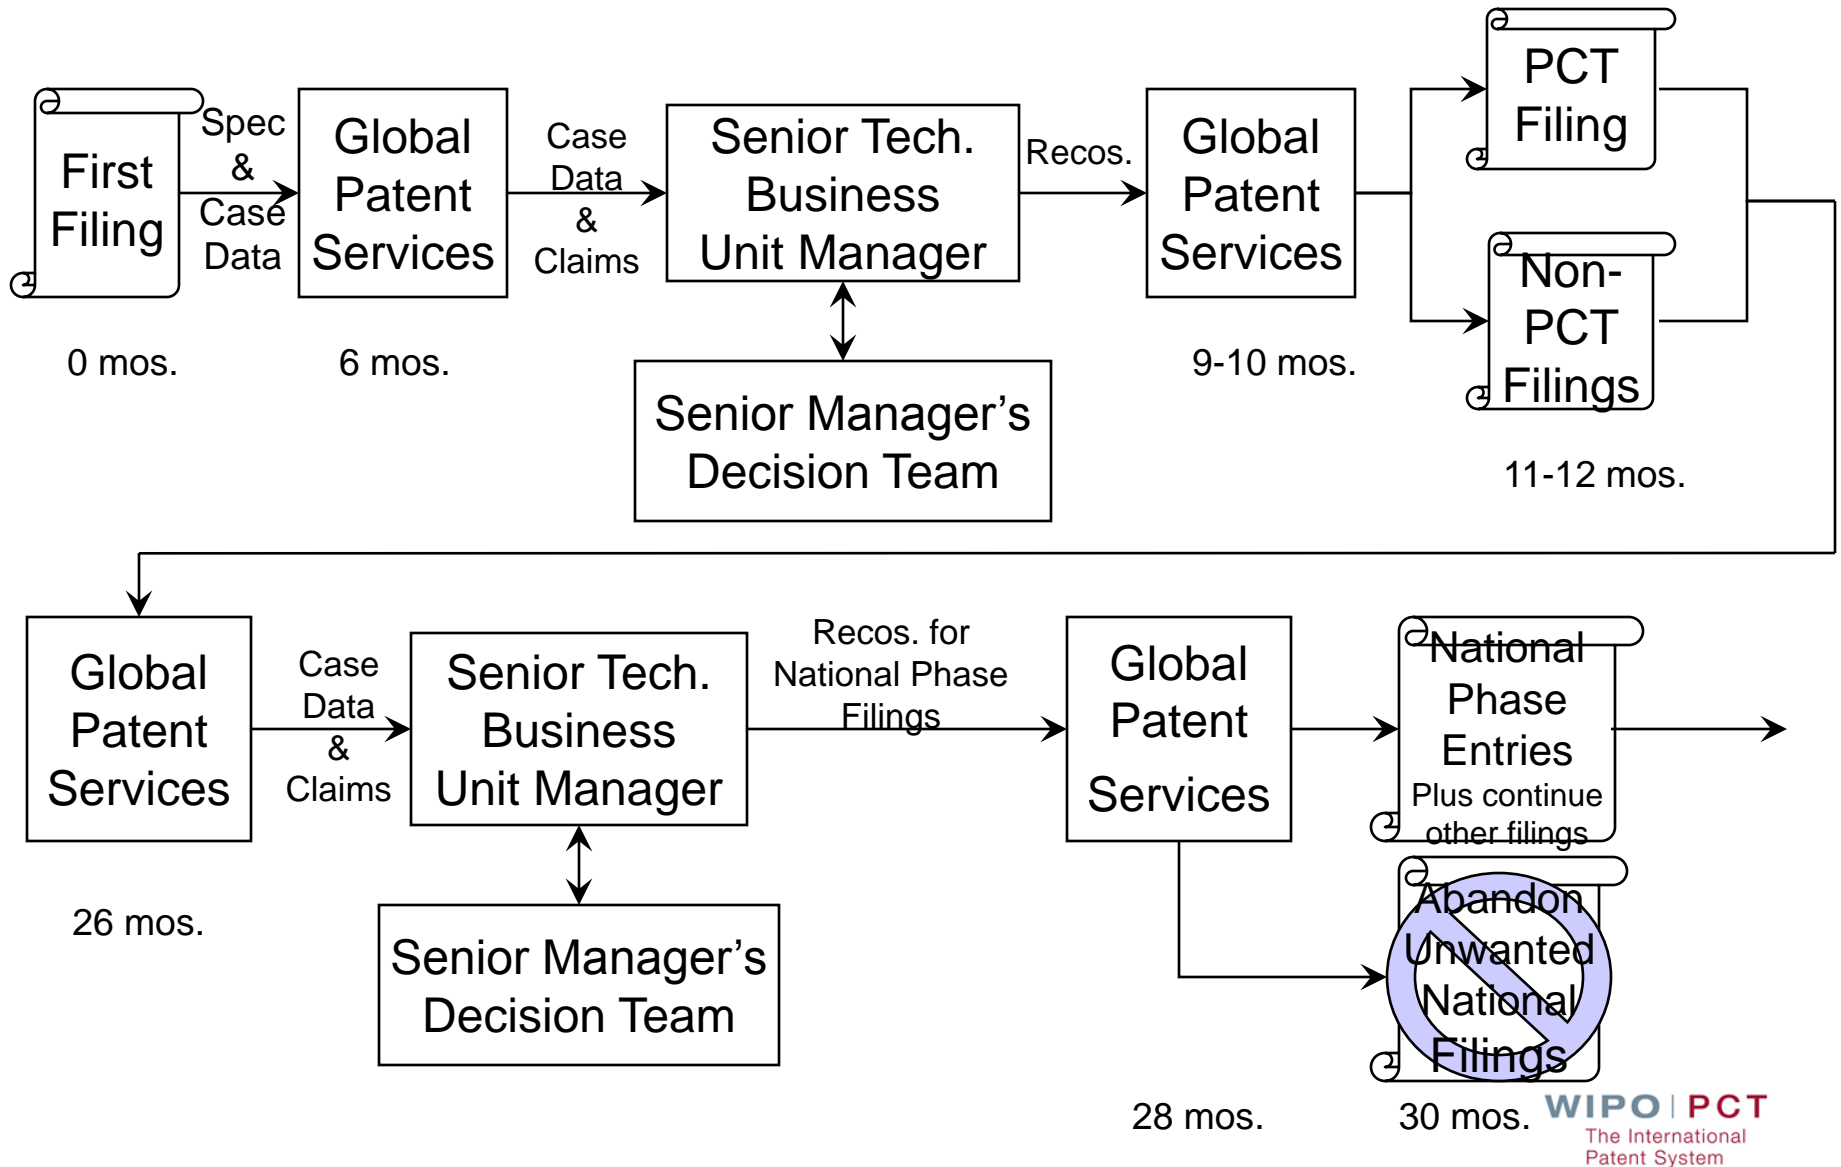 First
Filing
Spec
&
Case
Data
Global
Patent
Services
Case
Data
&
Claims
Senior Tech.
Business
Unit Manager
Recos.
Global
Patent
Services
PCT
Filing
Non-
PCT
Filings
0 mos.
6 mos.
9-10 mos.
Senior Manager’s
Decision Team
11-12 mos.
Global
Patent
Services
Case
Data
&
Claims
Senior Tech.
Business
Unit Manager
Recos. for
National Phase
Filings
Global
Patent
Services
National
Phase
Entries
Plus continue
other filings
26 mos.
Senior Manager’s
Decision Team
Abandon
Unwanted
National
Filings
28 mos.
30 mos.
WIPO | PCT
The International
Patent System